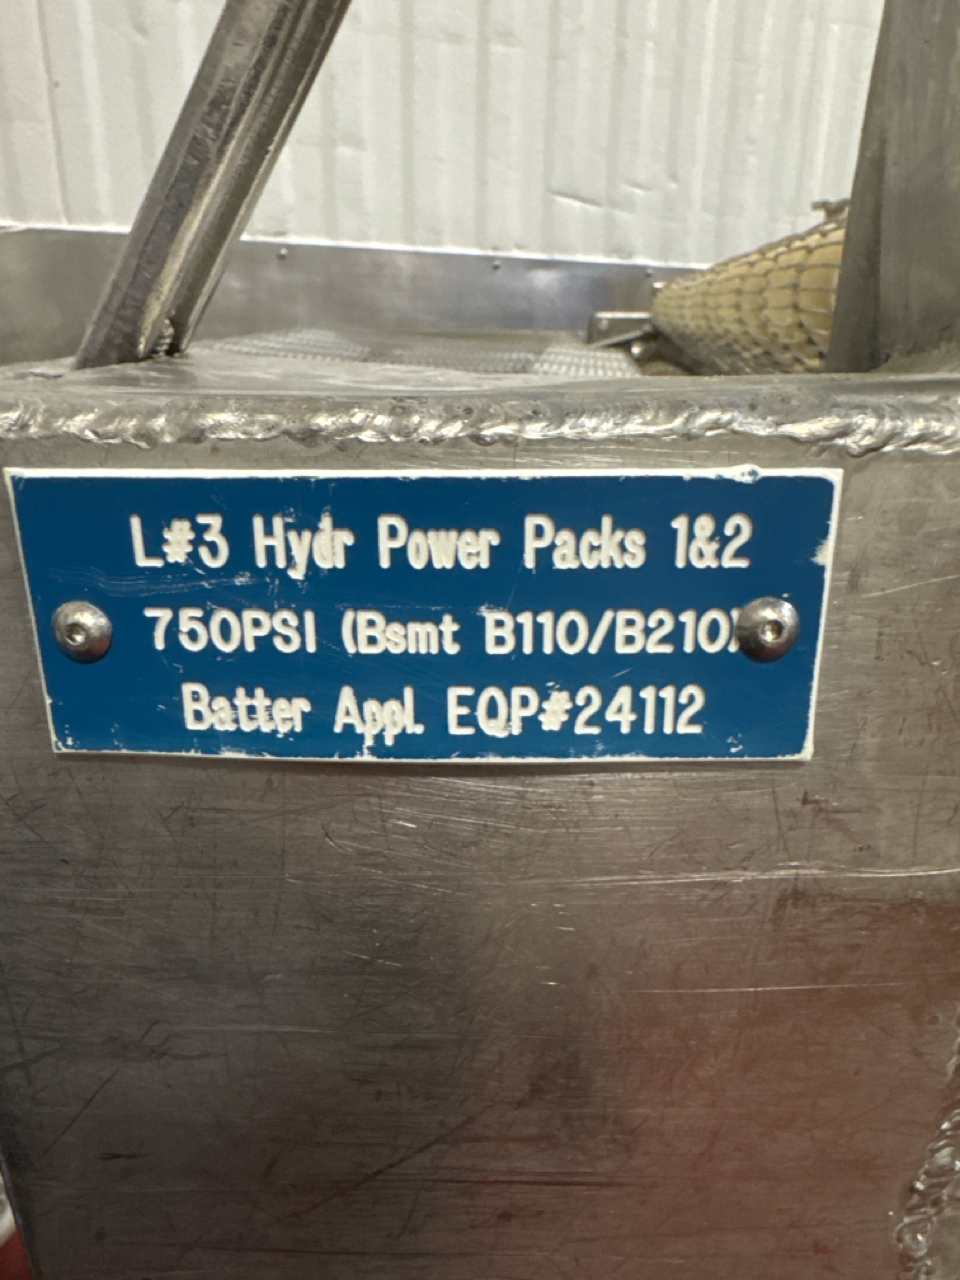 L#3 Hydr Power Packs 1&2
750PSI (Bsmt B110/B210)
Batter Appl. EQP#24112